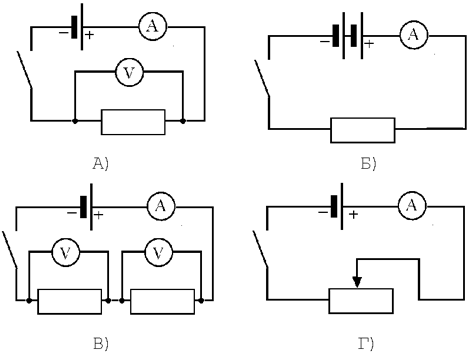 − + A
V
А)
− + A
Б)
− + A
V V
В)
− + A
Г)